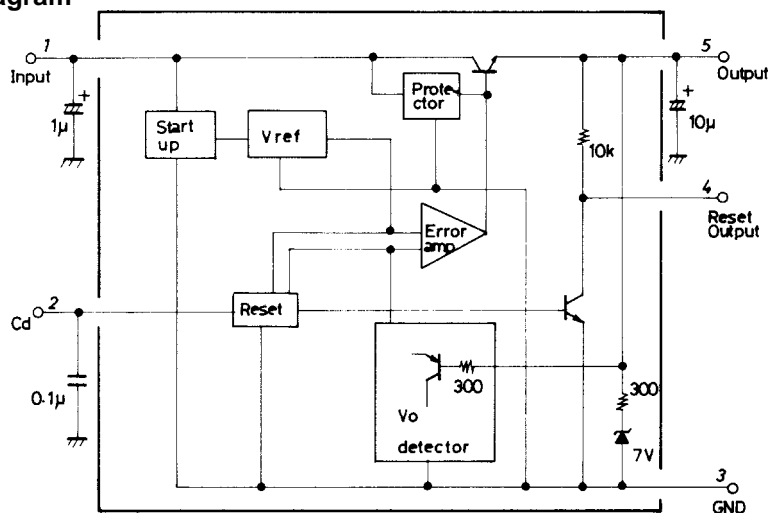 agram
1
Input
+
1μ
Start
up
Vref
Prote
ctor
5
Output
+
10μ
10k
4
Reset
Output
Error
amp
2
Cd
Reset
0.1μ
300
Vo
detector
300
7V
3
GND